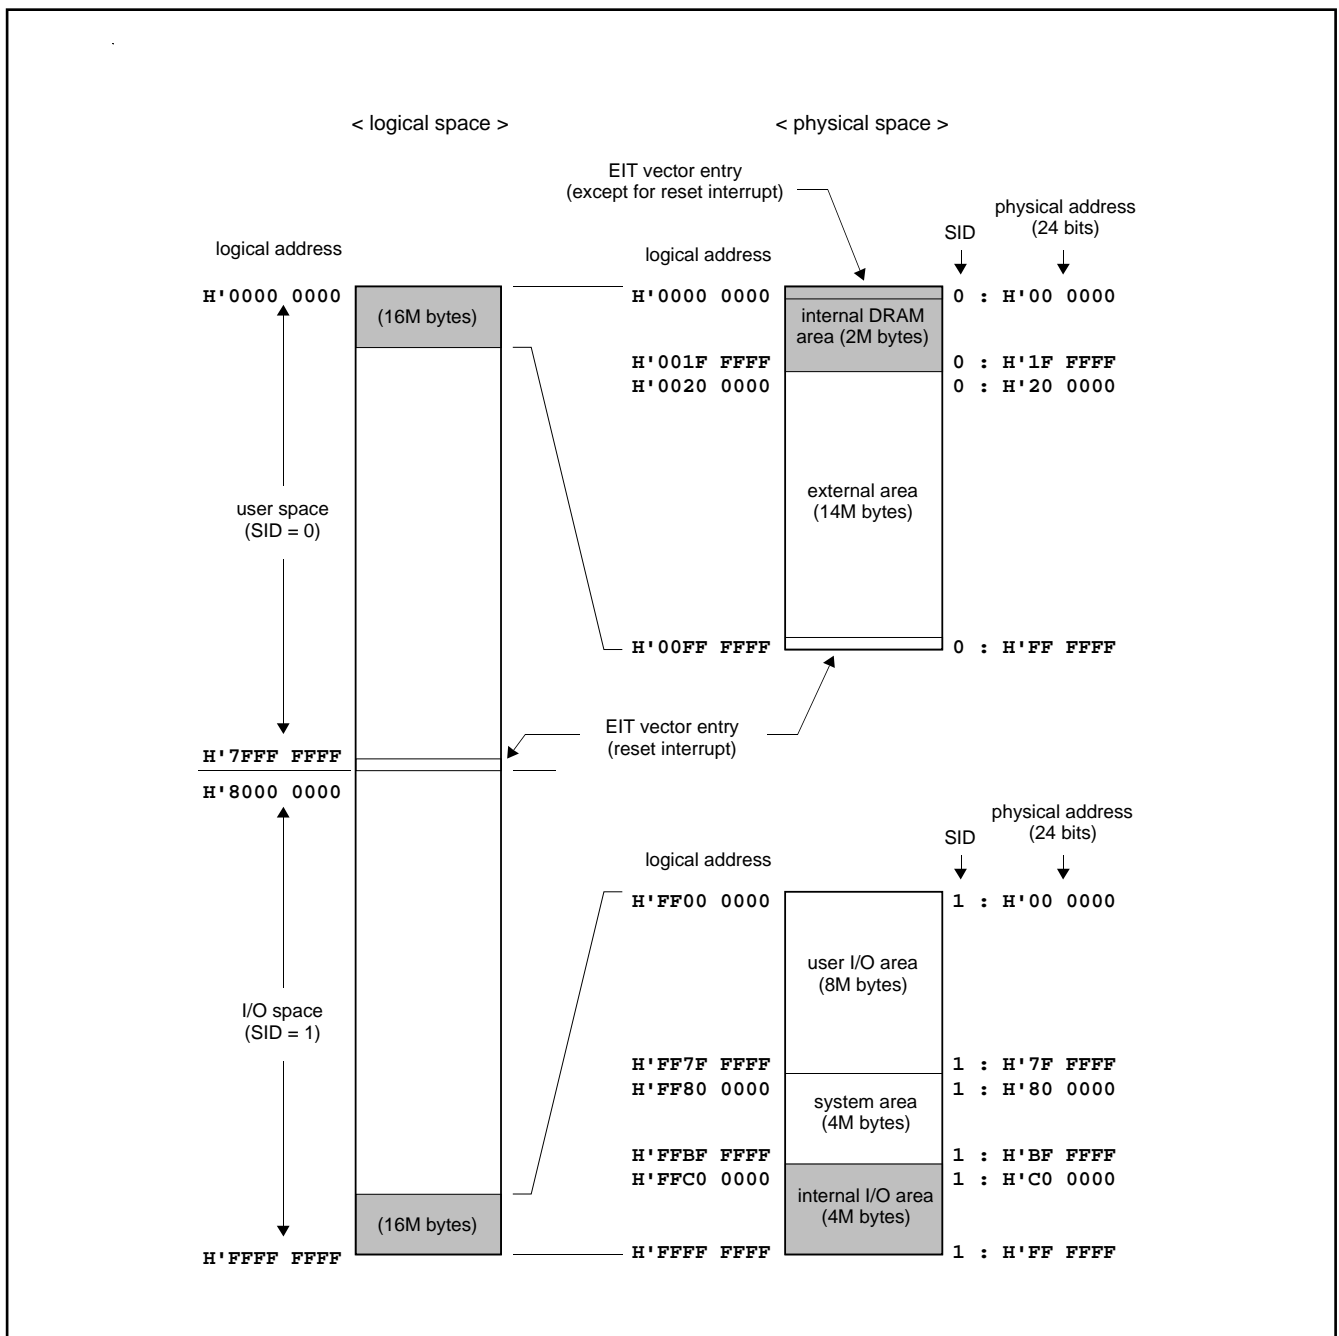 < logical space >
< physical space >
EIT vector entry
(except for reset interrupt)
logical address
H'0000 0000
(16M bytes)
user space
(SID = 0)
H'7FFF FFFF
H'8000 0000
I/O space
(SID = 1)
(16M bytes)
H'FFFF FFFF
logical address
SID
physical address
(24 bits)
H'0000 0000
0 : H'00 0000
internal DRAM
area (2M bytes)
H'001F FFFF
0 : H'1F FFFF
H'0020 0000
0 : H'20 0000
external area
(14M bytes)
H'00FF FFFF
0 : H'FF FFFF
EIT vector entry
(reset interrupt)
logical address
SID
physical address
(24 bits)
H'FF00 0000
1 : H'00 0000
user I/O area
(8M bytes)
H'FF7F FFFF
1 : H'7F FFFF
H'FF80 0000
1 : H'80 0000
system area
(4M bytes)
H'FFBF FFFF
1 : H'BF FFFF
H'FFC0 0000
1 : H'C0 0000
internal I/O area
(4M bytes)
H'FFFF FFFF
1 : H'FF FFFF